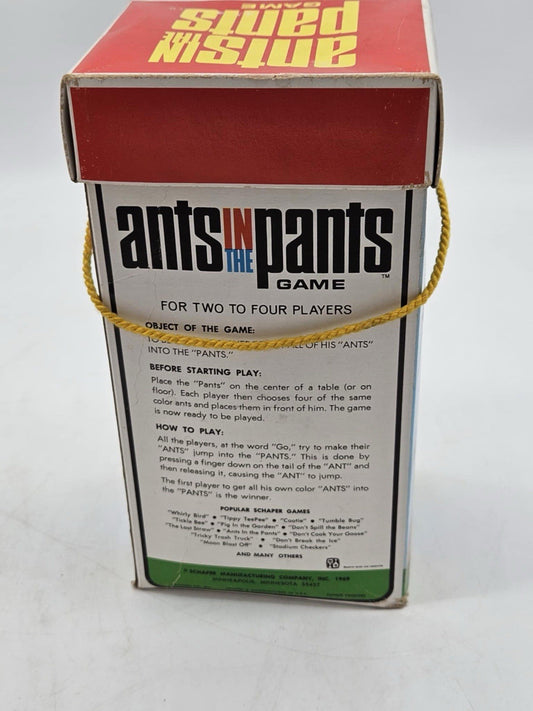 ants IN THE pants
GAME
ants IN THE pants ™
GAME
FOR TWO TO FOUR PLAYERS
OBJECT OF THE GAME:
ALL OF HIS "ANTS"
INTO THE "PANTS."
BEFORE STARTING PLAY:
Place the "Pants" on the center of a table (or on
floor). Each player then chooses four of the same
color ants and places them in front of him. The game
is now ready to be played.
HOW TO PLAY:
All the players, at the word "Go," try to make their
"ANTS" jump into the "PANTS." This is done by
pressing a finger down on the tail of the "ANT" and
then releasing it, causing the "ANT" to jump.
The first player to get all his own color "ANTS" into
the "PANTS" is the winner.
POPULAR SCHAPER GAMES
"Whirly Bird" • "Tippy TeePee" • "Cootie" • "Tumble Bug"
"Tickle Bee" • "Pig In the Garden" • "Don't Spill the Beans"
"The Last Straw" • "Ants In the Pants" • "Don't Cook Your Goose"
"Trisky Trash Truck" • "Don't Break the Ice"
"Moon Blast Off" • "Stadium Checkers"
AND MANY OTHERS
© SCHAPER MANUFACTURING COMPANY, INC. 1969
MINNEAPOLIS, MINNESOTA 55427